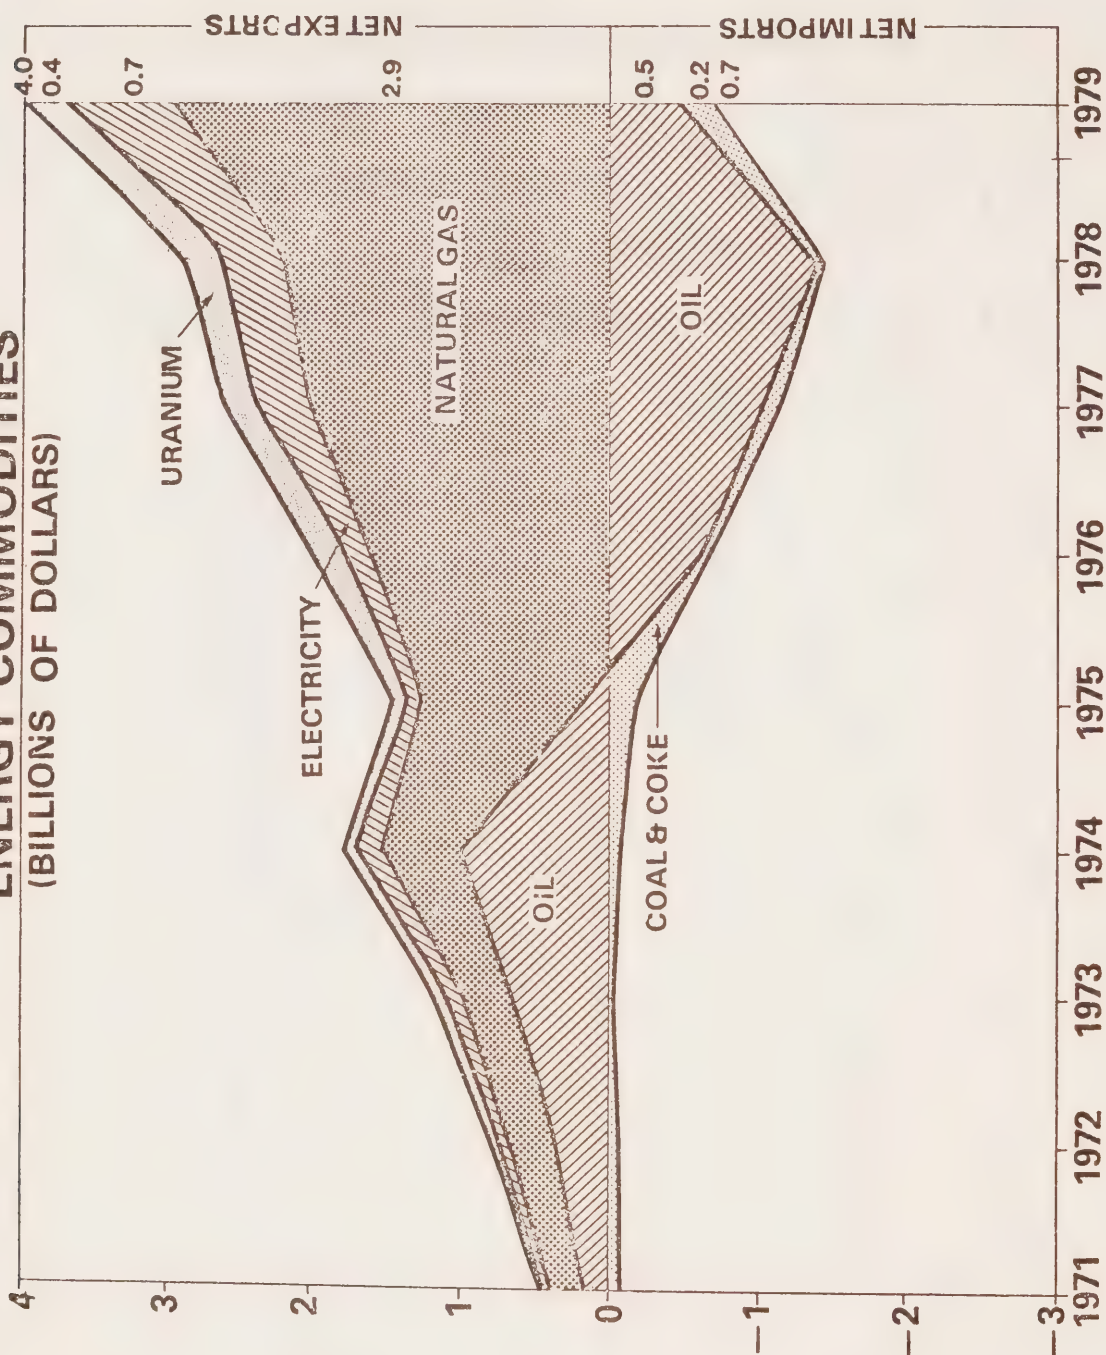 ENERGY COMMODITIES
(BILLIONS OF DOLLARS)
4
3
2
1
0
-1
-2
-3
1971
1972
1973
1974
1975
1976
1977
1978
1979
URANIUM
ELECTRICITY
NATURAL GAS
OIL
OIL
COAL & COKE
4.0
0.4
0.7
2.9
0.5
0.2
0.7
NET EXPORTS
NET IMPORTS